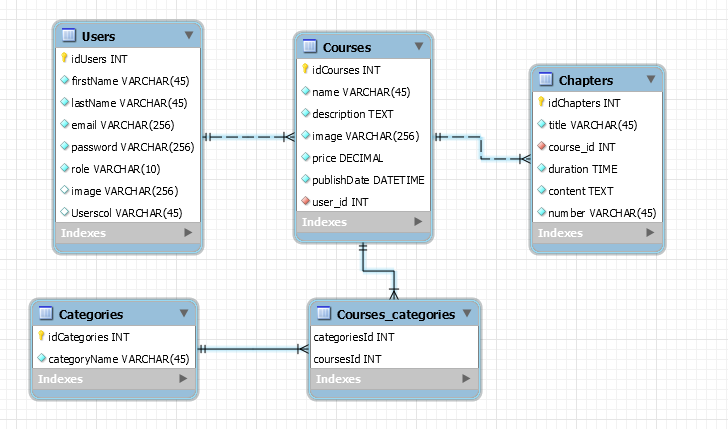 Users
idUsers INT
firstName VARCHAR(45)
lastName VARCHAR(45)
email VARCHAR(256)
password VARCHAR(256)
role VARCHAR(10)
image VARCHAR(256)
Userscol VARCHAR(45)
Indexes
Courses
idCourses INT
name VARCHAR(45)
description TEXT
image VARCHAR(256)
price DECIMAL
publishDate DATETIME
user_id INT
Indexes
Chapters
idChapters INT
title VARCHAR(45)
course_id INT
duration TIME
content TEXT
number VARCHAR(45)
Indexes
Categories
idCategories INT
categoryName VARCHAR(45)
Indexes
Courses_categories
categoriesId INT
coursesId INT
Indexes